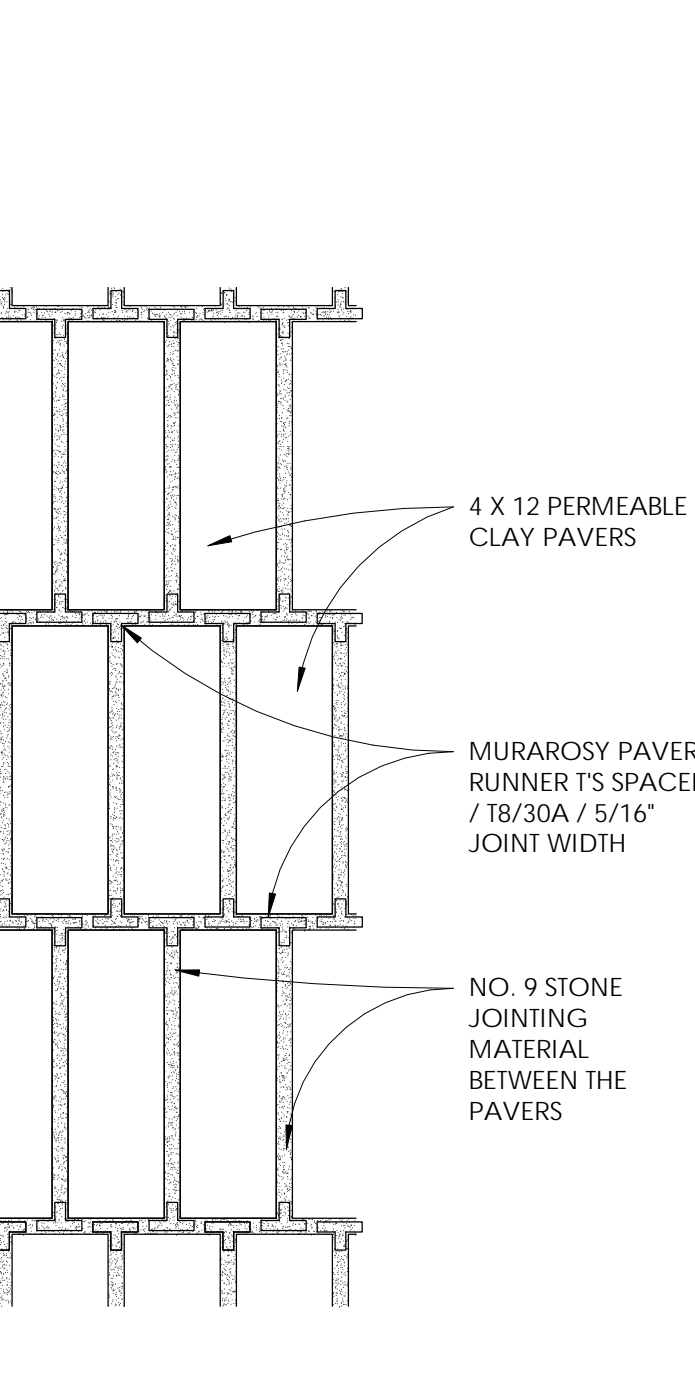 4 X 12 PERMEABLE
CLAY PAVERS
MURAROSY PAVER
RUNNER T'S SPACER
/ T8/30A / 5/16"
JOINT WIDTH
NO. 9 STONE
JOINTING
MATERIAL
BETWEEN THE
PAVERS